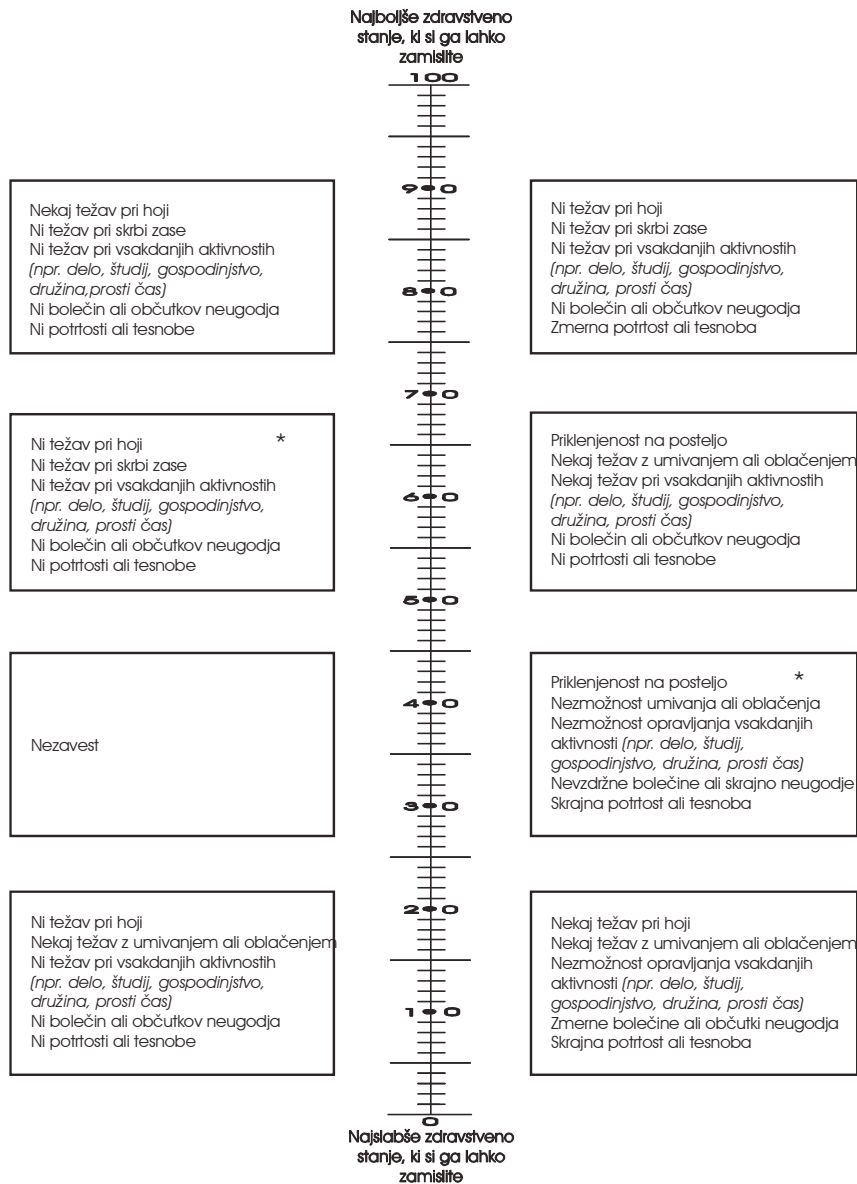 Najboljše zdravstveno
stanje, ki si ga lahko
zamislite
100
90
80
70
60
50
40
30
20
10
0
Najslabše zdravstveno
stanje, ki si ga lahko
zamislite
Nekaj težav pri hoji
Ni težav pri skrbi zase
Ni težav pri vsakdanjih aktivnostih
(npr. delo, študij, gospodinjstvo,
družina,prosti čas)
Ni bolečin ali občutkov neugodja
Ni potrtosti ali tesnobe
Ni težav pri hoji *
Ni težav pri skrbi zase
Ni težav pri vsakdanjih aktivnostih
(npr. delo, študij, gospodinjstvo,
družina, prosti čas)
Ni bolečin ali občutkov neugodja
Ni potrtosti ali tesnobe
Nezavest
Ni težav pri hoji
Nekaj težav z umivanjem ali oblačenjem
Ni težav pri vsakdanjih aktivnostih
(npr. delo, študij, gospodinjstvo,
družina, prosti čas)
Ni bolečin ali občutkov neugodja
Ni potrtosti ali tesnobe
Ni težav pri hoji
Ni težav pri skrbi zase
Ni težav pri vsakdanjih aktivnostih
(npr. delo, študij, gospodinjstvo,
družina, prosti čas)
Ni bolečin ali občutkov neugodja
Zmerna potrtost ali tesnoba
Priklenjenost na posteljo
Nekaj težav z umivanjem ali oblačenjem
Nekaj težav pri vsakdanjih aktivnostih
(npr. delo, študij, gospodinjstvo,
družina, prosti čas)
Ni bolečin ali občutkov neugodja
Ni potrtosti ali tesnobe
Priklenjenost na posteljo *
Nezmožnost umivanja ali oblačenja
Nezmožnost opravljanja vsakdanjih
aktivnosti (npr. delo, študij,
gospodinjstvo, družina, prosti čas)
Nevzdržne bolečine ali skrajno neugodje
Skrajna potrtost ali tesnoba
Nekaj težav pri hoji
Nekaj težav z umivanjem ali oblačenjem
Nezmožnost opravljanja vsakdanjih
aktivnosti (npr. delo, študij,
gospodinjstvo, družina, prosti čas)
Zmerne bolečine ali občutki neugodja
Skrajna potrtost ali tesnoba